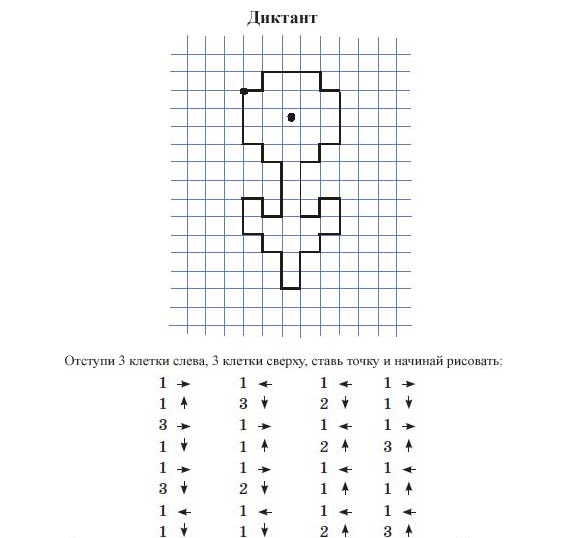 Диктант
Отступи 3 клетки слева, 3 клетки сверху, ставь точку и начинай рисовать:
1 → 1 ← 1 ← 1 →
1 ↑ 3 ↓ 2 ↓ 1 ↓
3 → 1 → 1 ← 1 →
1 ↓ 1 ↑ 2 ↑ 3 ↑
1 → 1 → 1 ← 1 ←
3 ↓ 2 ↓ 1 ↑ 1 ↑
1 ← 1 ← 1 ← 1 ←
1 ↓ 1 ↓ 2 ↑ 3 ↑